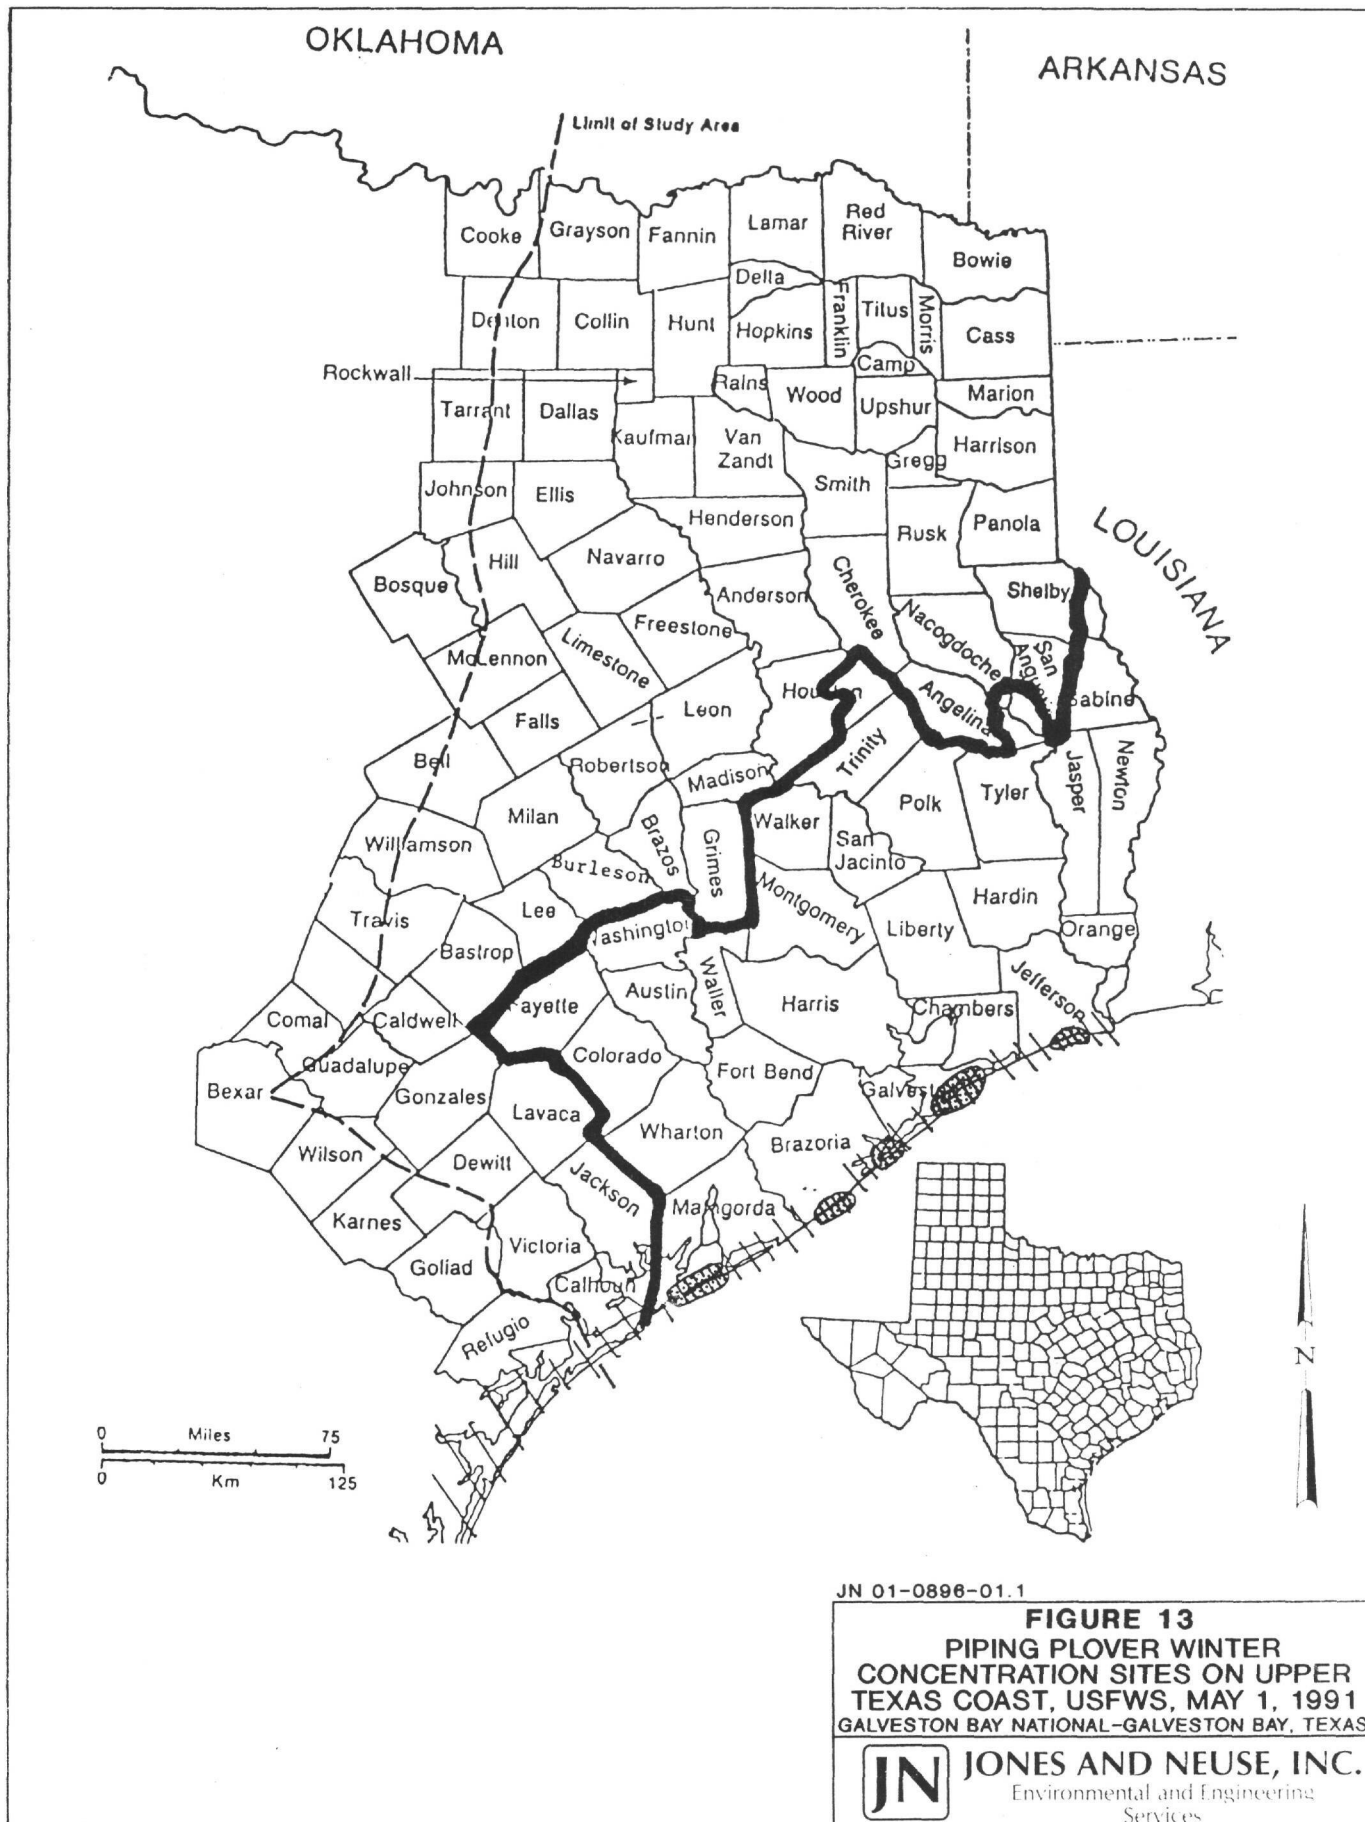 OKLAHOMA
ARKANSAS
Limit of Study Area
Cooke
Grayson
Fannin
Lamar
Red
River
Bowie
Della
Denton
Collin
Hunt
Hopkins
Franklin
Titus
Morris
Cass
Rockwall
Camp
Rains
Wood
Marion
Tarrant
Dallas
Upshur
Kaufman
Van
Zandt
Harrison
Gregg
Johnson
Ellis
Smith
Henderson
Rusk
Panola
LOUISIANA
Hill
Navarro
Bosque
Anderson
Cherokee
Shelby
Freestone
Nacogdoche
McLennon
Limestone
San
Houston
Angelina
Sabine
Leon
Falls
Trinity
Bell
Robertson
Madison
Jasper
Newton
Polk
Tyler
Milan
Walker
Williamson
Brazos
Grimes
San
Jacinto
Burleson
Montgomery
Hardin
Lee
Travis
Washington
Liberty
Orange
Bastrop
Waller
Austin
Harris
Jefferson
Fayette
Chambers
Comal
Caldwell
Colorado
Guadalupe
Fort Bend
Bexar
Gonzales
Galvest
Lavaca
Wharton
Brazoria
Wilson
Dewitt
Jackson
Karnes
Matagorda
Victoria
Goliad
Calhoun
Refugio
N
0 Miles 75
0 Km 125
JN 01-0896-01.1
FIGURE 13
PIPING PLOVER WINTER
CONCENTRATION SITES ON UPPER
TEXAS COAST, USFWS, MAY 1, 1991
GALVESTON BAY NATIONAL-GALVESTON BAY, TEXAS
JN JONES AND NEUSE, INC.
Environmental and Engineering
Services